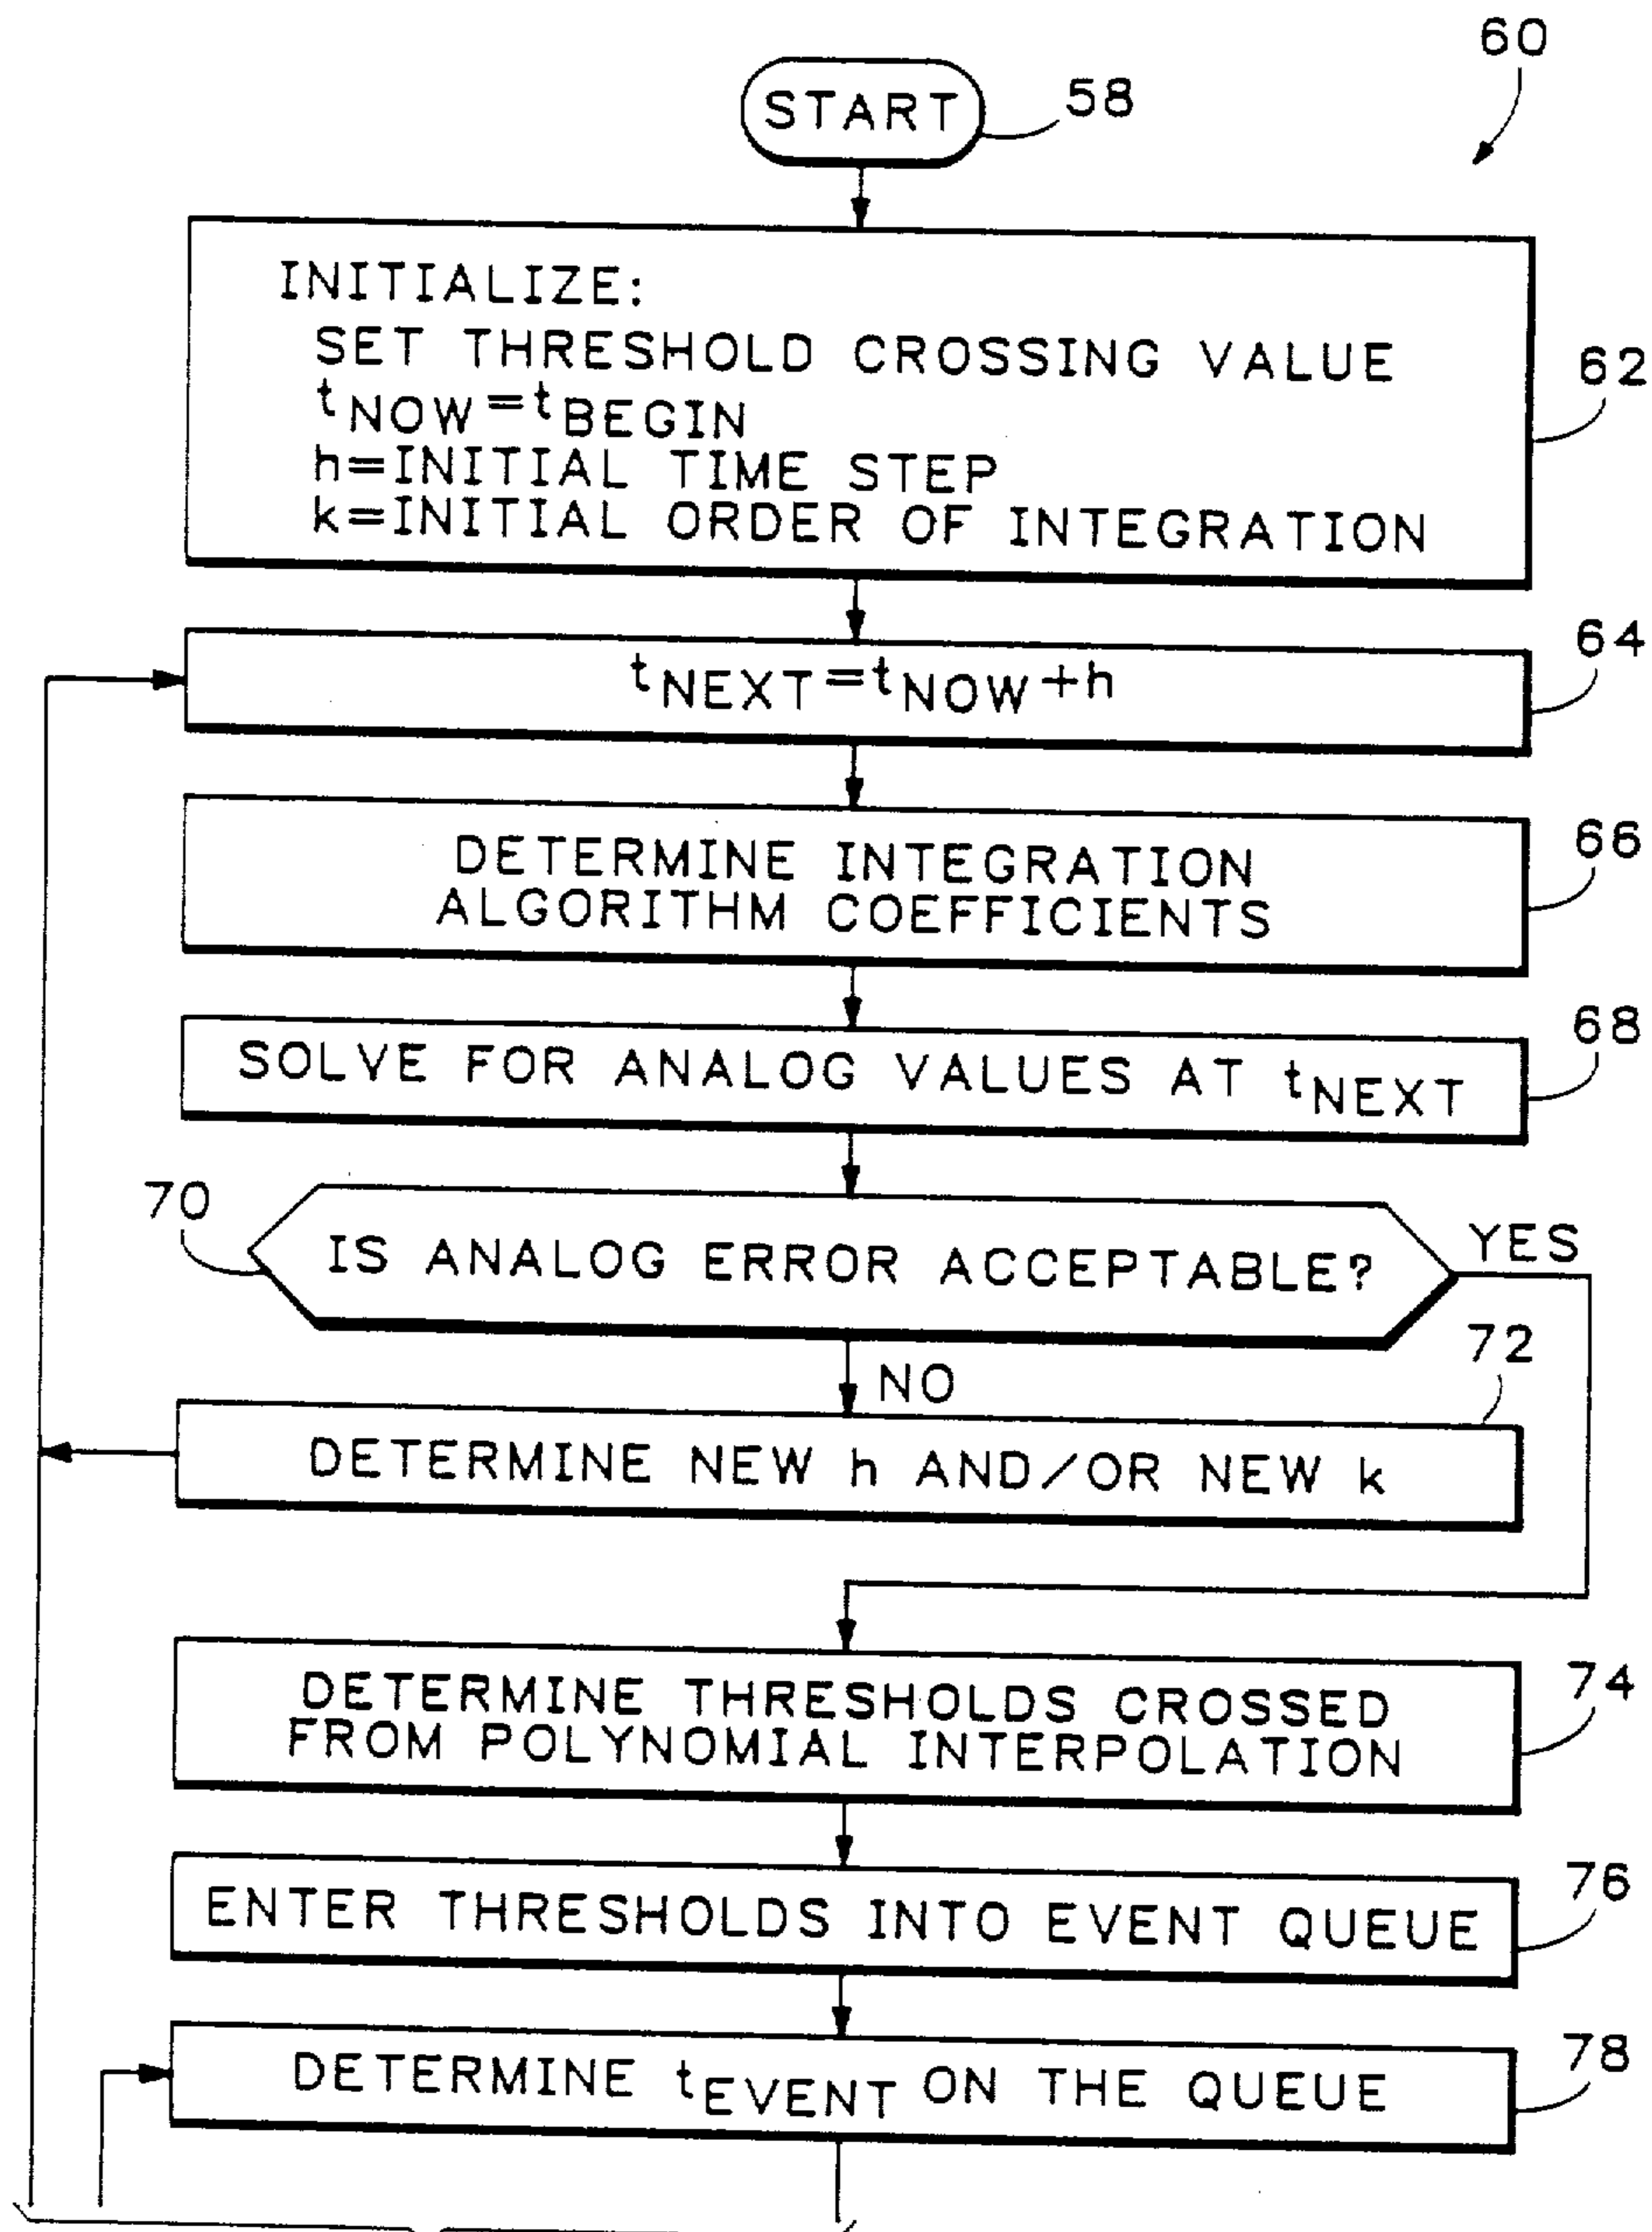 60
START
58
INITIALIZE:
SET THRESHOLD CROSSING VALUE
tNOW=tBEGIN
h=INITIAL TIME STEP
k=INITIAL ORDER OF INTEGRATION
62
tNEXT=tNOW+h
64
DETERMINE INTEGRATION
ALGORITHM COEFFICIENTS
66
SOLVE FOR ANALOG VALUES AT tNEXT
68
70
IS ANALOG ERROR ACCEPTABLE?
YES
NO
72
DETERMINE NEW h AND/OR NEW k
DETERMINE THRESHOLDS CROSSED
FROM POLYNOMIAL INTERPOLATION
74
ENTER THRESHOLDS INTO EVENT QUEUE
76
DETERMINE tEVENT ON THE QUEUE
78